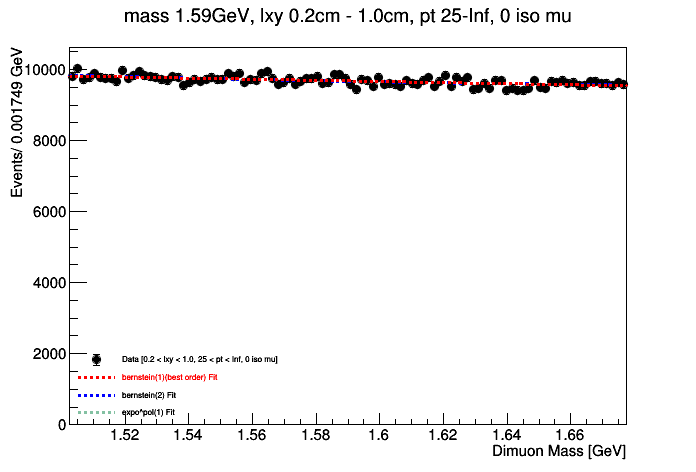 mass 1.59GeV, lxy 0.2cm - 1.0cm, pt 25-Inf, 0 iso mu
Events/ 0.001749 GeV
10000
8000
6000
4000
2000
0
Data [0.2 < lxy < 1.0, 25 < pt < Inf, 0 iso mu]
bernstein(1)(best order) Fit
bernstein(2) Fit
expo^pol(1) Fit
1.52 1.54 1.56 1.58 1.6 1.62 1.64 1.66
Dimuon Mass [GeV]